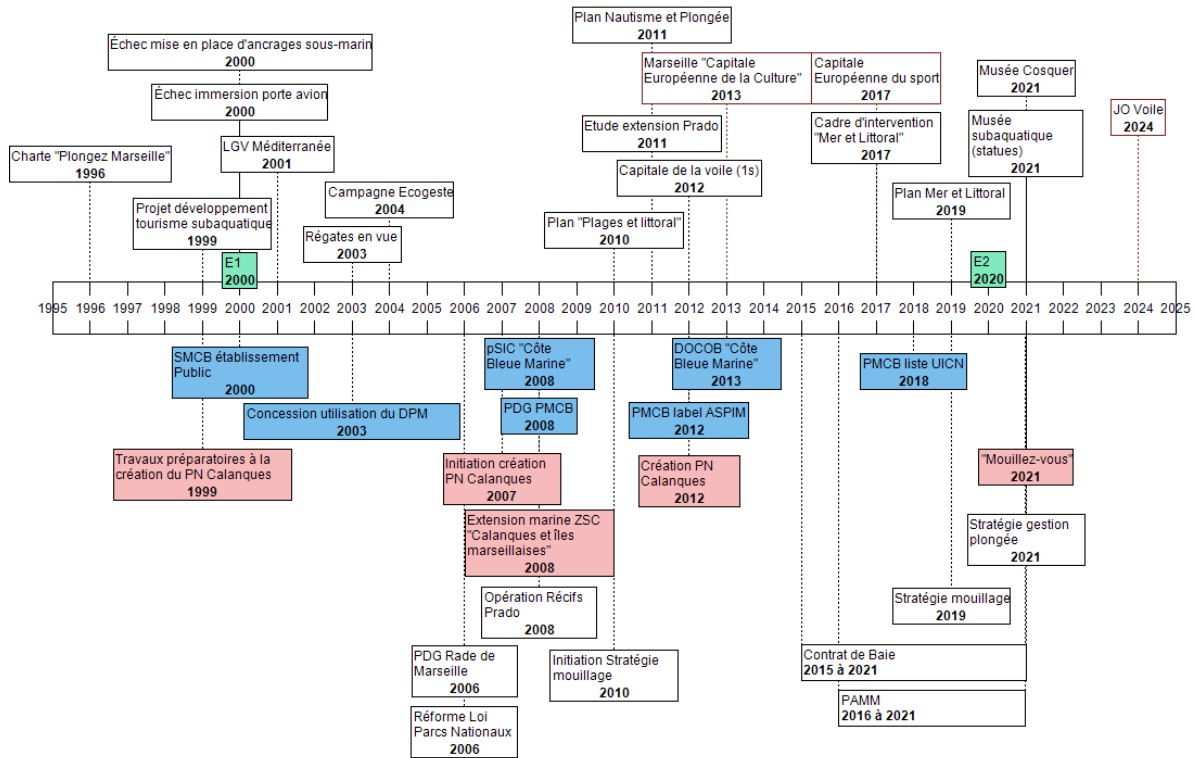 Plan Nautisme et Plongée
2011
Échec mise en place d'ancrages sous-marin
2000
Marseille "Capitale
Européenne de la Culture"
2013
Capitale
Européenne du sport
2017
Musée Cosquer
2021
Échec immersion porte avion
2000
JO Voile
2024
Etude extension Prado
2011
Cadre d'intervention
"Mer et Littoral"
2017
Musée
subaquatique
(statues)
2021
LGV Méditerranée
2001
Charte "Plongez Marseille"
1996
Capitale de la voile (1s)
2012
Campagne Ecogeste
2004
Plan Mer et Littoral
2019
Projet développement
tourisme subaquatique
1999
Plan "Plages et littoral"
2010
Régates en vue
2003
E1
2000
E2
2020
1995 1996 1997 1998 1999 2000 2001 2002 2003 2004 2005 2006 2007 2008 2009 2010 2011 2012 2013 2014 2015 2016 2017 2018 2019 2020 2021 2022 2023 2024 2025
SMCB établissement
Public
2000
pSIC "Côte
Bleue Marine"
2008
DOCOB "Côte
Bleue Marine"
2013
PMCB liste UICN
2018
Concession utilisation du DPM
2003
PDG PMCB
2008
PMCB label ASPIM
2012
Travaux préparatoires à la
création du PN Calanques
1999
Initiation création
PN Calanques
2007
Création PN
Calanques
2012
"Mouillez-vous"
2021
Extension marine ZSC
"Calanques et îles
marseillaises"
2008
Stratégie gestion
plongée
2021
Opération Récifs
Prado
2008
Stratégie mouillage
2019
PDG Rade de
Marseille
2006
Initiation Stratégie
mouillage
2010
Contrat de Baie
2015 à 2021
Réforme Loi
Parcs Nationaux
2006
PAMM
2016 à 2021